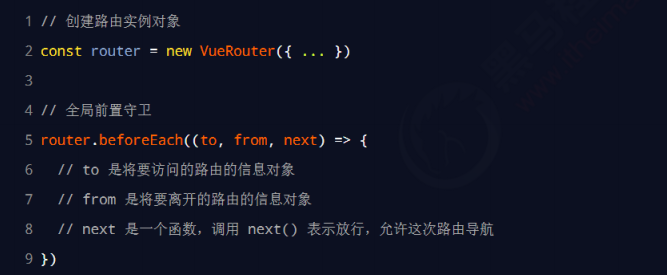 1 // 创建路由实例对象
2 const router = new VueRouter({ ... })
3
4 // 全局前置守卫
5 router.beforeEach((to, from, next) => {
6 // to 是将要访问的路由的信息对象
7 // from 是将要离开的路由的信息对象
8 // next 是一个函数，调用 next() 表示放行，允许这次路由导航
9 })